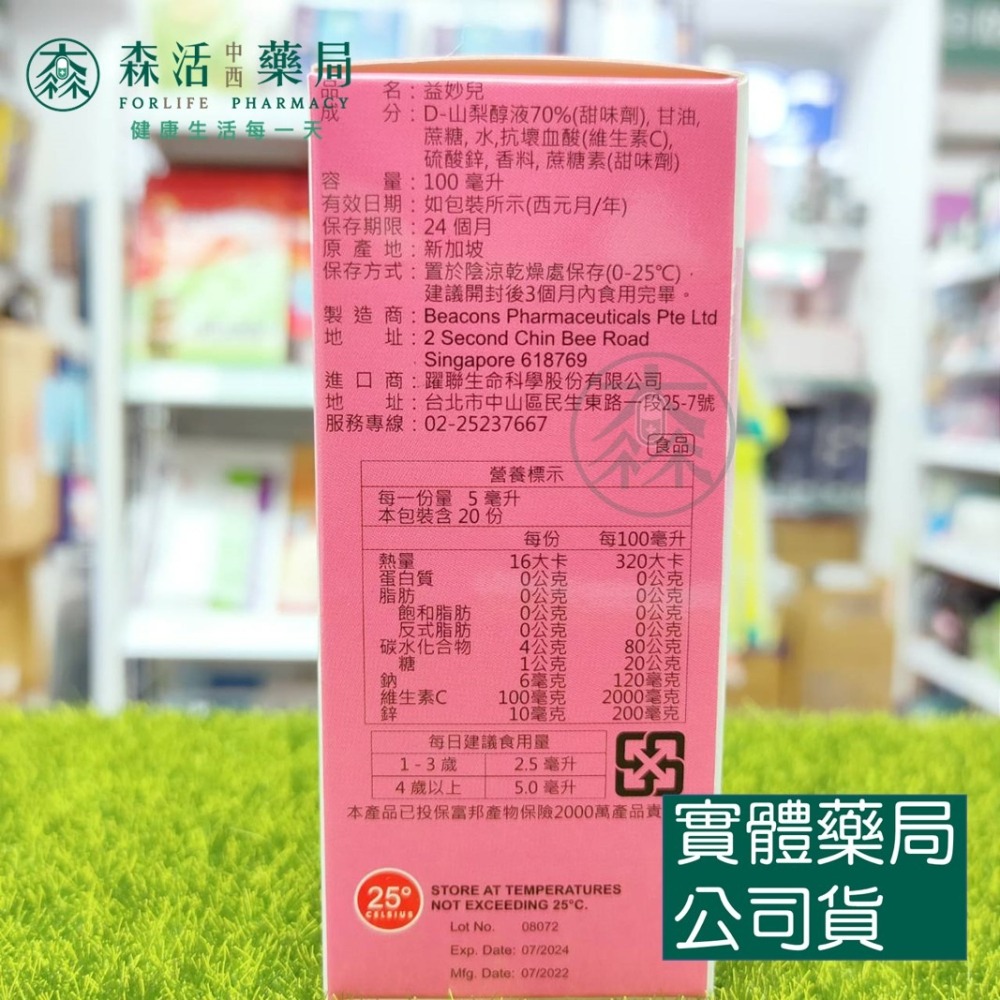 森活中西藥局
FORLIFE PHARMACY
健康生活每一天
品 名：益妙兒
成 分：D-山梨醇液70%(甜味劑), 甘油,
蔗糖, 水,抗壞血酸(維生素C),
硫酸鋅, 香料, 蔗糖素(甜味劑)
容 量：100 毫升
有效日期：如包裝所示(西元月/年)
保存期限：24 個月
原 產 地：新加坡
保存方式：置於陰涼乾燥處保存(0-25℃)，
建議開封後3個月內食用完畢。
製 造 商：Beacons Pharmaceuticals Pte Ltd
地 址：2 Second Chin Bee Road
Singapore 618769
進 口 商：躍聯生命科學股份有限公司
地 址：台北市中山區民生東路一段25-7號
服務專線：02-25237667
食品
營養標示
每一份量 5 毫升
本包裝含 20 份
每份 每100毫升
熱量 16大卡 320大卡
蛋白質 0公克 0公克
脂肪 0公克 0公克
飽和脂肪 0公克 0公克
反式脂肪 0公克 0公克
碳水化合物 4公克 80公克
糖 1公克 20公克
鈉 6毫克 120毫克
維生素C 100毫克 2000毫克
鋅 10毫克 200毫克
每日建議食用量
1 - 3 歲 2.5 毫升
4 歲以上 5.0 毫升
本產品已投保富邦產物保險2000萬產品責
實體藥局
公司貨
25°
CELSIUS
STORE AT TEMPERATURES
NOT EXCEEDING 25°C.
Lot No. 08072
Exp. Date: 07/2024
Mfg. Date: 07/2022